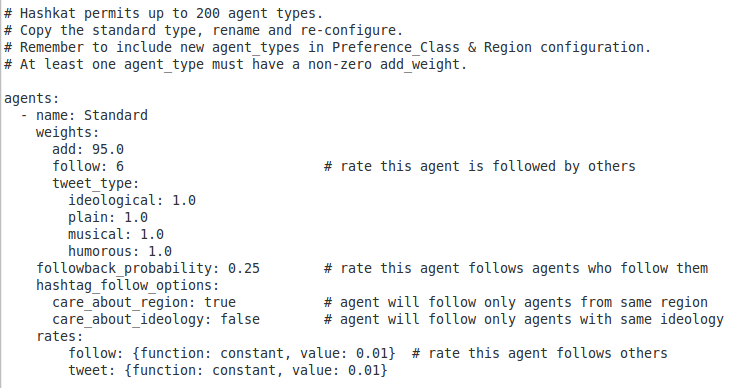 # Hashkat permits up to 200 agent types.
# Copy the standard type, rename and re-configure.
# Remember to include new agent_types in Preference_Class & Region configuration.
# At least one agent_type must have a non-zero add_weight.

agents:
  - name: Standard
    weights:
      add: 95.0
      follow: 6                         # rate this agent is followed by others
      tweet_type:
        ideological: 1.0
        plain: 1.0
        musical: 1.0
        humorous: 1.0
    followback_probability: 0.25        # rate this agent follows agents who follow them
    hashtag_follow_options:
      care_about_region: true           # agent will follow only agents from same region
      care_about_ideology: false        # agent will follow only agents with same ideology
    rates:
        follow: {function: constant, value: 0.01}  # rate this agent follows others
        tweet: {function: constant, value: 0.01}